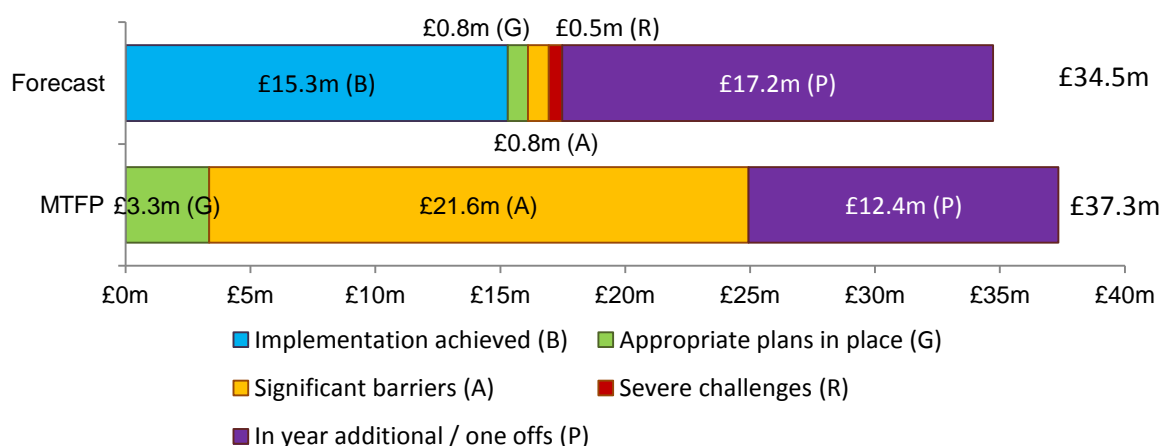 £0.8m (G) £0.5m (R)
Forecast £15.3m (B) £17.2m (P) £34.5m
£0.8m (A)
MTFP £3.3m (G) £21.6m (A) £12.4m (P) £37.3m
£0m £5m £10m £15m £20m £25m £30m £35m £40m
Implementation achieved (B) Appropriate plans in place (G)
Significant barriers (A) Severe challenges (R)
In year additional / one offs (P)